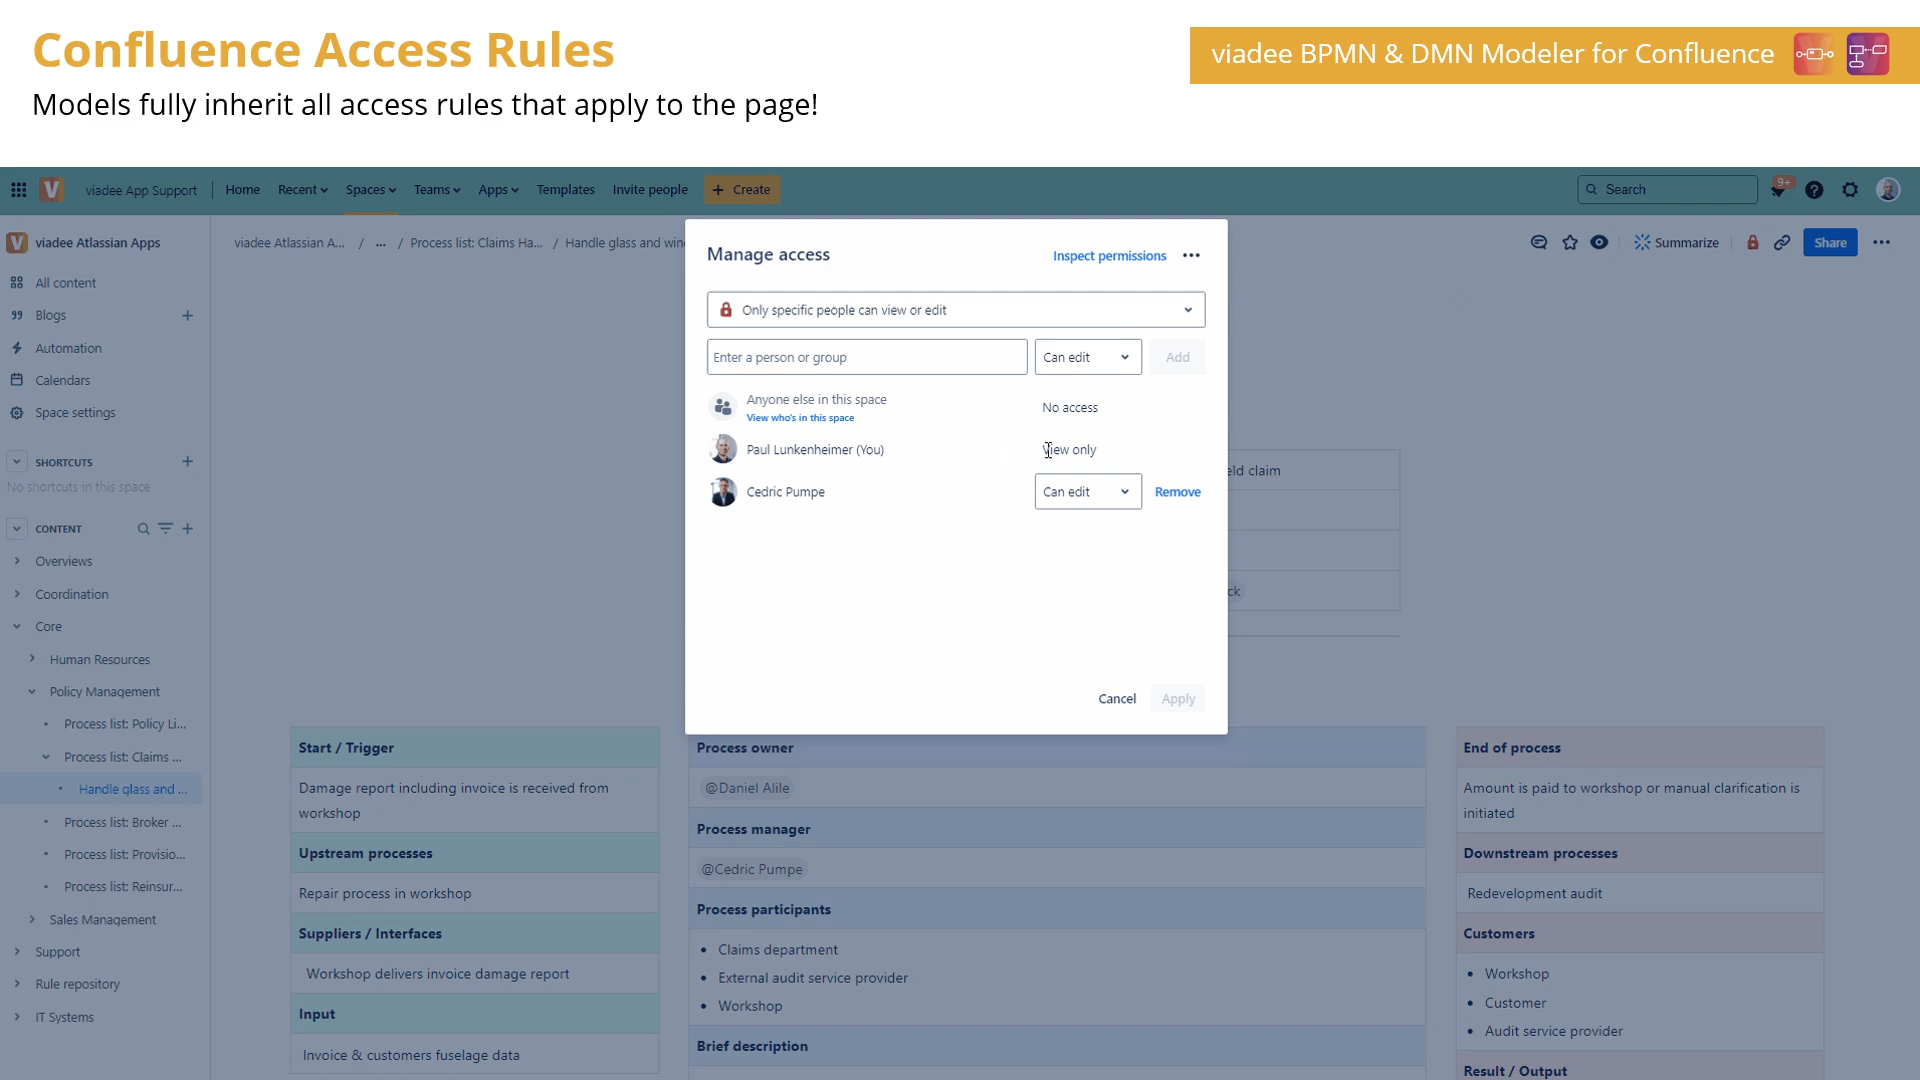 Confluence Access Rules
Models fully inherit all access rules that apply to the page!
viadee BPMN & DMN Modeler for Confluence
viadee App Support
Home
Recent
Spaces
Teams
Apps
Templates
Invite people
+ Create
Search
9+
viadee Atlassian Apps
viadee Atlassian A... / ... / Process list: Claims Ha... / Handle glass and win
Summarize
Share
All content
Blogs
Automation
Calendars
Space settings
SHORTCUTS
No shortcuts in this space
CONTENT
Overviews
Coordination
Core
Human Resources
Policy Management
Process list: Policy Li...
Process list: Claims ...
Handle glass and ...
Process list: Broker ...
Process list: Provisio...
Process list: Reinsur...
Sales Management
Support
Rule repository
IT Systems
Manage access
Inspect permissions
Only specific people can view or edit
Enter a person or group
Can edit
Add
Anyone else in this space
View who's in this space
No access
Paul Lunkenheimer (You)
View only
Cedric Pumpe
Can edit
Remove
Cancel
Apply
eld claim
ck
Start / Trigger
Damage report including invoice is received from
workshop
Upstream processes
Repair process in workshop
Suppliers / Interfaces
Workshop delivers invoice damage report
Input
Invoice & customers fuselage data
Process owner
@Daniel Alile
Process manager
@Cedric Pumpe
Process participants
• Claims department
• External audit service provider
• Workshop
Brief description
End of process
Amount is paid to workshop or manual clarification is
initiated
Downstream processes
Redevelopment audit
Customers
• Workshop
• Customer
• Audit service provider
Result / Output